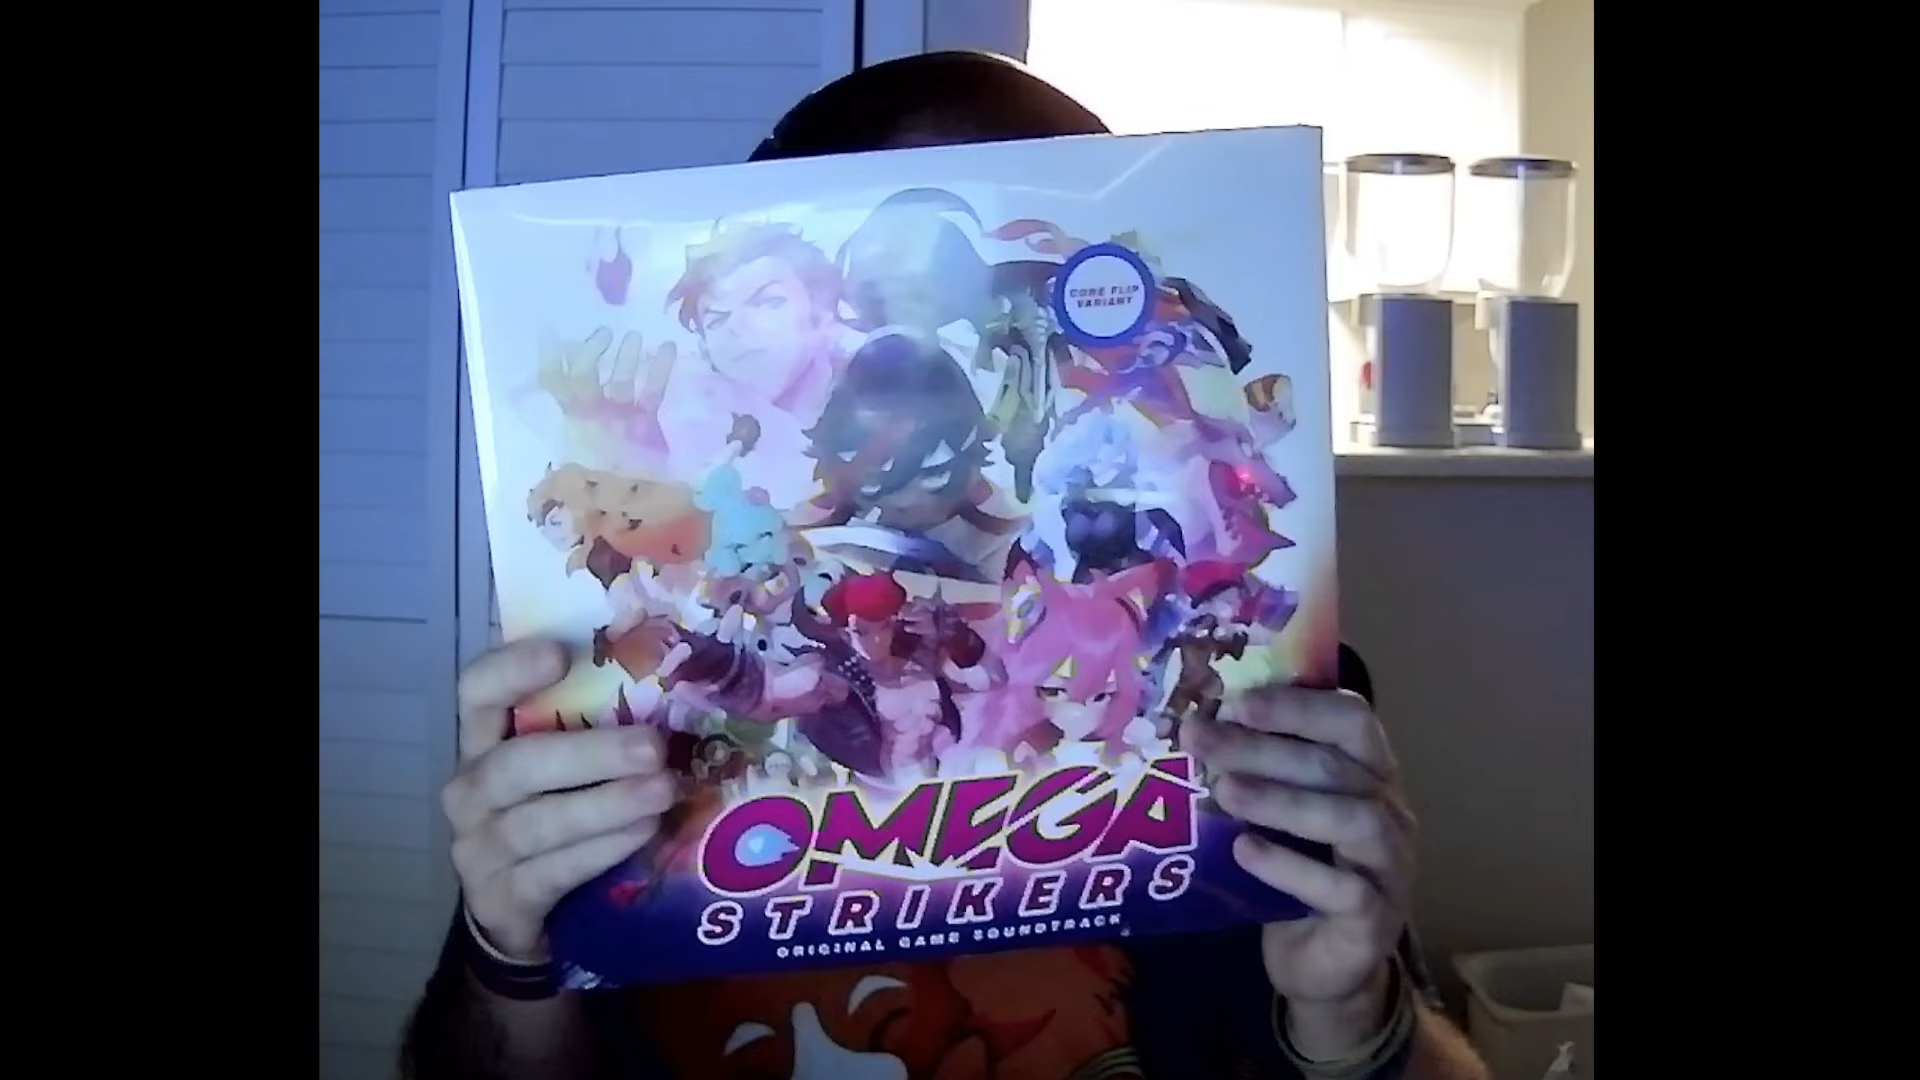 CORE FLIP
VARIANT
OMEGA
STRIKERS
ORIGINAL GAME SOUNDTRACK